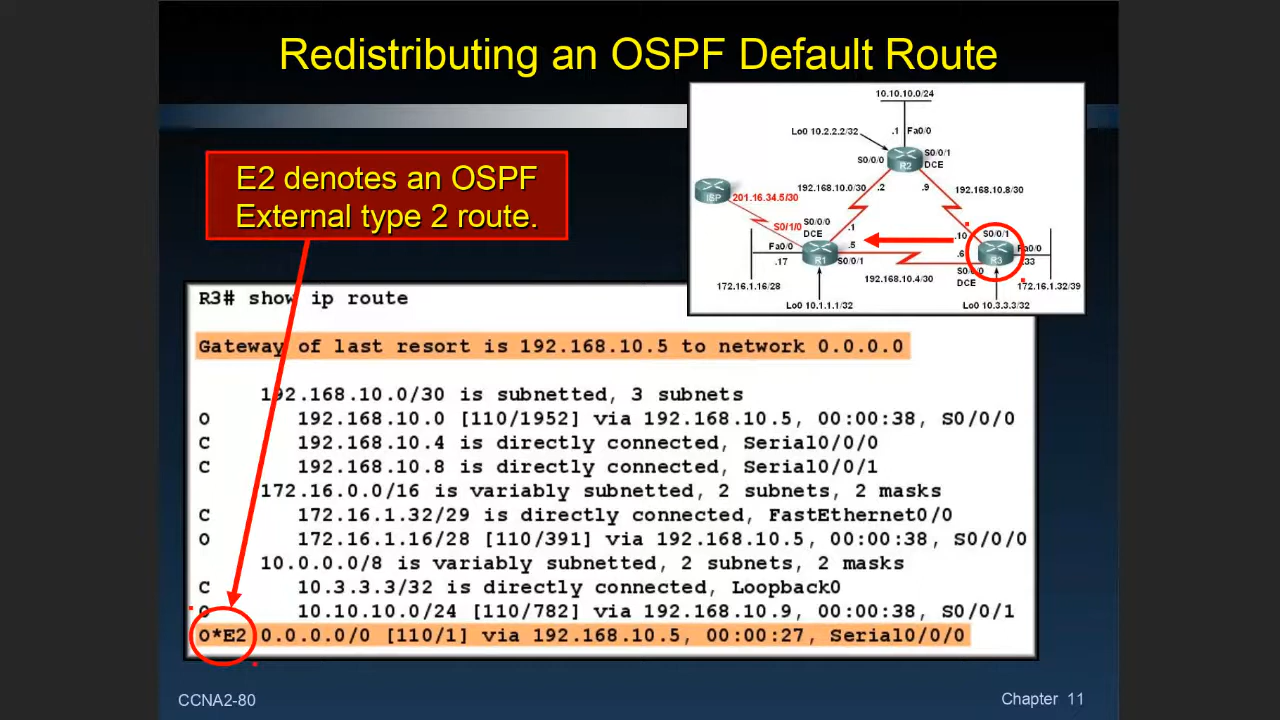 Redistributing an OSPF Default Route
10.10.10.0/24
Lo0 10.2.2.2/32
.1
Fa0/0
S0/0/0
R2
S0/0/1
DCE
ISP
201.16.34.5/30
192.168.10.0/30
.2
.9
192.168.10.8/30
S0/1/0
S0/0/0
DCE
.1
.10
S0/0/1
Fa0/0
R1
.5
.6
R3
Fa0/0
.17
S0/0/1
S0/0/0
DCE
.33
192.168.10.4/30
172.16.1.16/28
172.16.1.32/39
Lo0 10.1.1.1/32
Lo0 10.3.3.3/32
E2 denotes an OSPF
External type 2 route.
R3# show ip route
Gateway of last resort is 192.168.10.5 to network 0.0.0.0
192.168.10.0/30 is subnetted, 3 subnets
O 192.168.10.0 [110/1952] via 192.168.10.5, 00:00:38, S0/0/0
C 192.168.10.4 is directly connected, Serial0/0/0
C 192.168.10.8 is directly connected, Serial0/0/1
172.16.0.0/16 is variably subnetted, 2 subnets, 2 masks
C 172.16.1.32/29 is directly connected, FastEthernet0/0
O 172.16.1.16/28 [110/391] via 192.168.10.5, 00:00:38, S0/0/0
10.0.0.0/8 is variably subnetted, 2 subnets, 2 masks
C 10.3.3.3/32 is directly connected, Loopback0
O 10.10.10.0/24 [110/782] via 192.168.10.9, 00:00:38, S0/0/1
O*E2 0.0.0.0/0 [110/1] via 192.168.10.5, 00:00:27, Serial0/0/0
CCNA2-80
Chapter 11